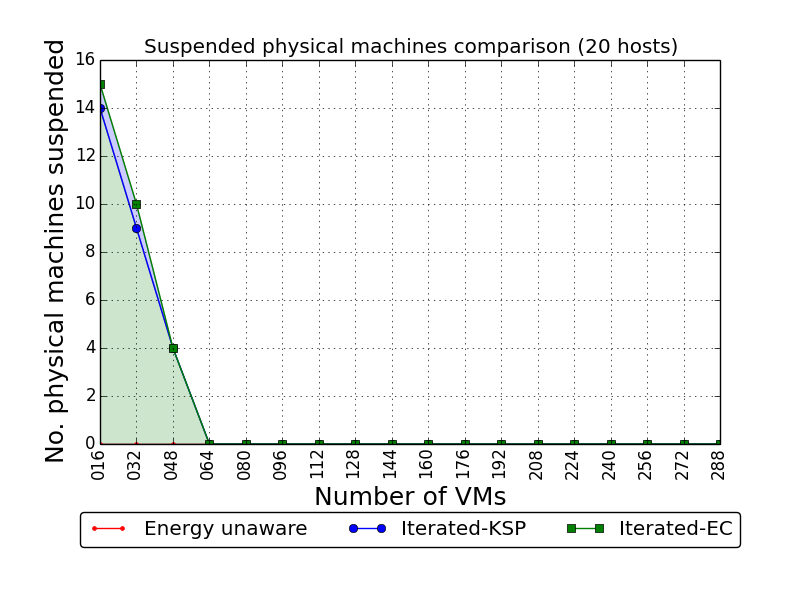 Suspended physical machines comparison (20 hosts)
No. physical machines suspended
16
14
12
10
8
6
4
2
0
016 032 048 064 080 096 112 128 144 160 176 192 208 224 240 256 272 288
Number of VMs
Energy unaware Iterated-KSP Iterated-EC